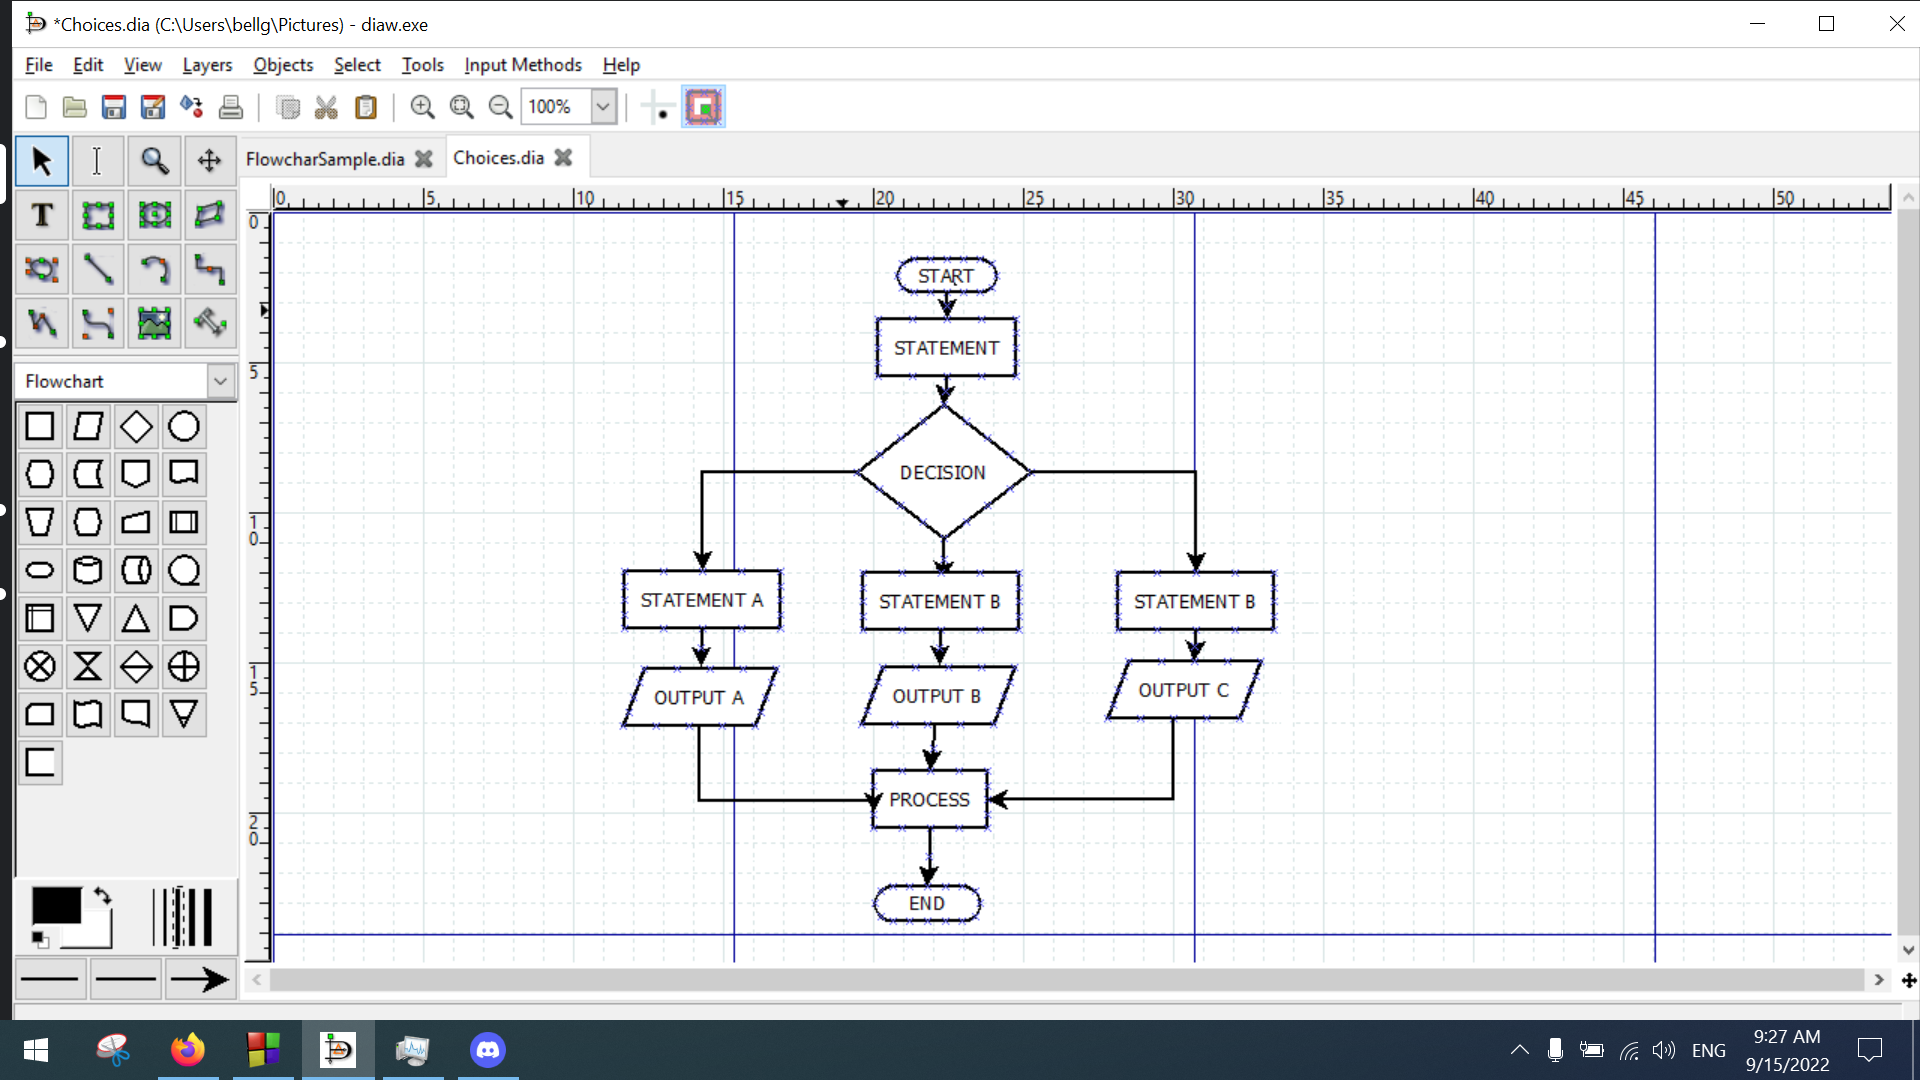 *Choices.dia (C:\Users\bellg\Pictures) - diaw.exe
File Edit View Layers Objects Select Tools Input Methods Help
100%
FlowcharSample.dia Choices.dia
T
0 5 10 15 20 25 30 35 40 45 50
0
5
10
15
20
Flowchart
START
STATEMENT
DECISION
STATEMENT A STATEMENT B STATEMENT B
OUTPUT A OUTPUT B OUTPUT C
PROCESS
END
ENG
9:27 AM
9/15/2022